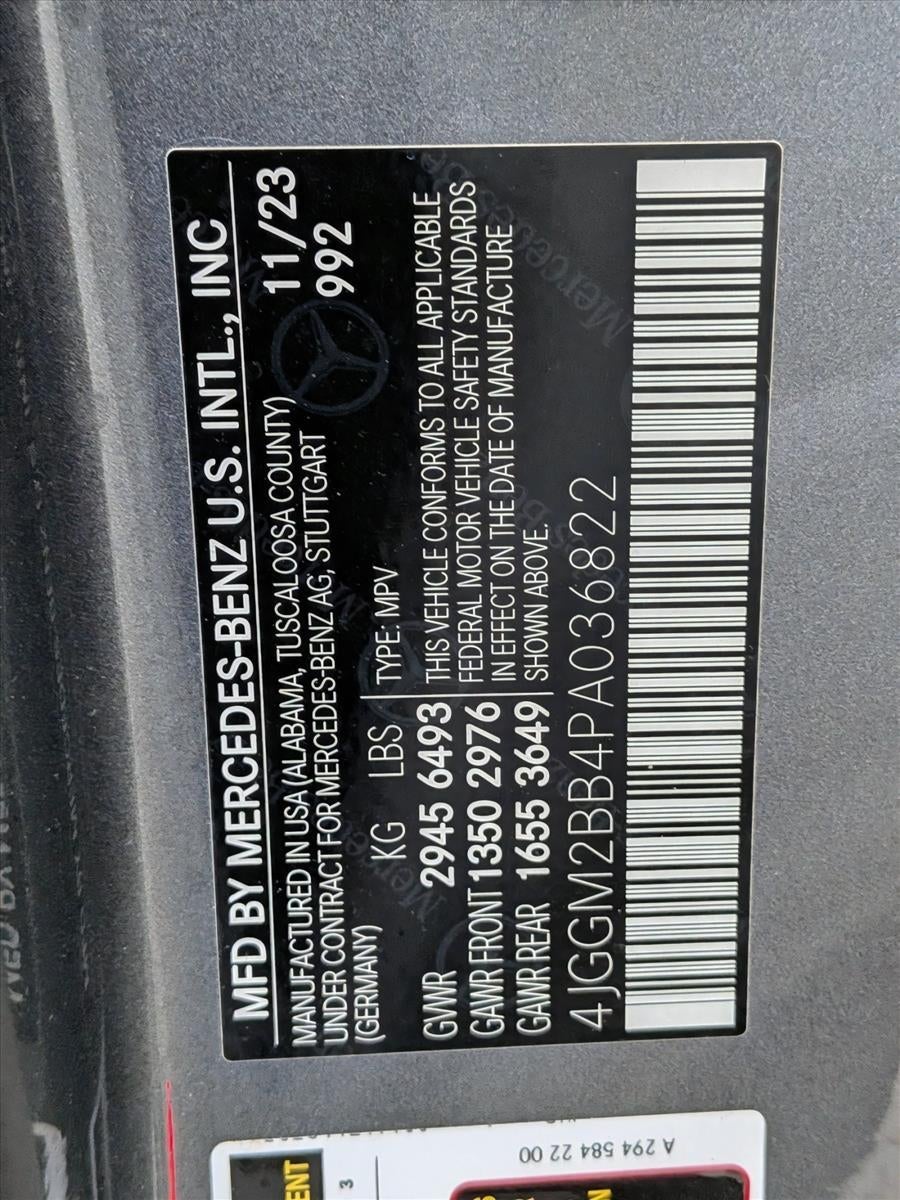 MFD BY MERCEDES-BENZ U.S. INTL., INC
MANUFACTURED IN USA (ALABAMA, TUSCALOOSA COUNTY) 11/23
UNDER CONTRACT FOR MERCEDES-BENZ AG, STUTTGART 992
(GERMANY)
KG LBS TYPE: MPV
GVWR 2945 6493 THIS VEHICLE CONFORMS TO ALL APPLICABLE
GAWR FRONT 1350 2976 FEDERAL MOTOR VEHICLE SAFETY STANDARDS
GAWR REAR 1655 3649 IN EFFECT ON THE DATE OF MANUFACTURE
SHOWN ABOVE.
4JGGM2BB4PA036822
A 294 584 22 00
3